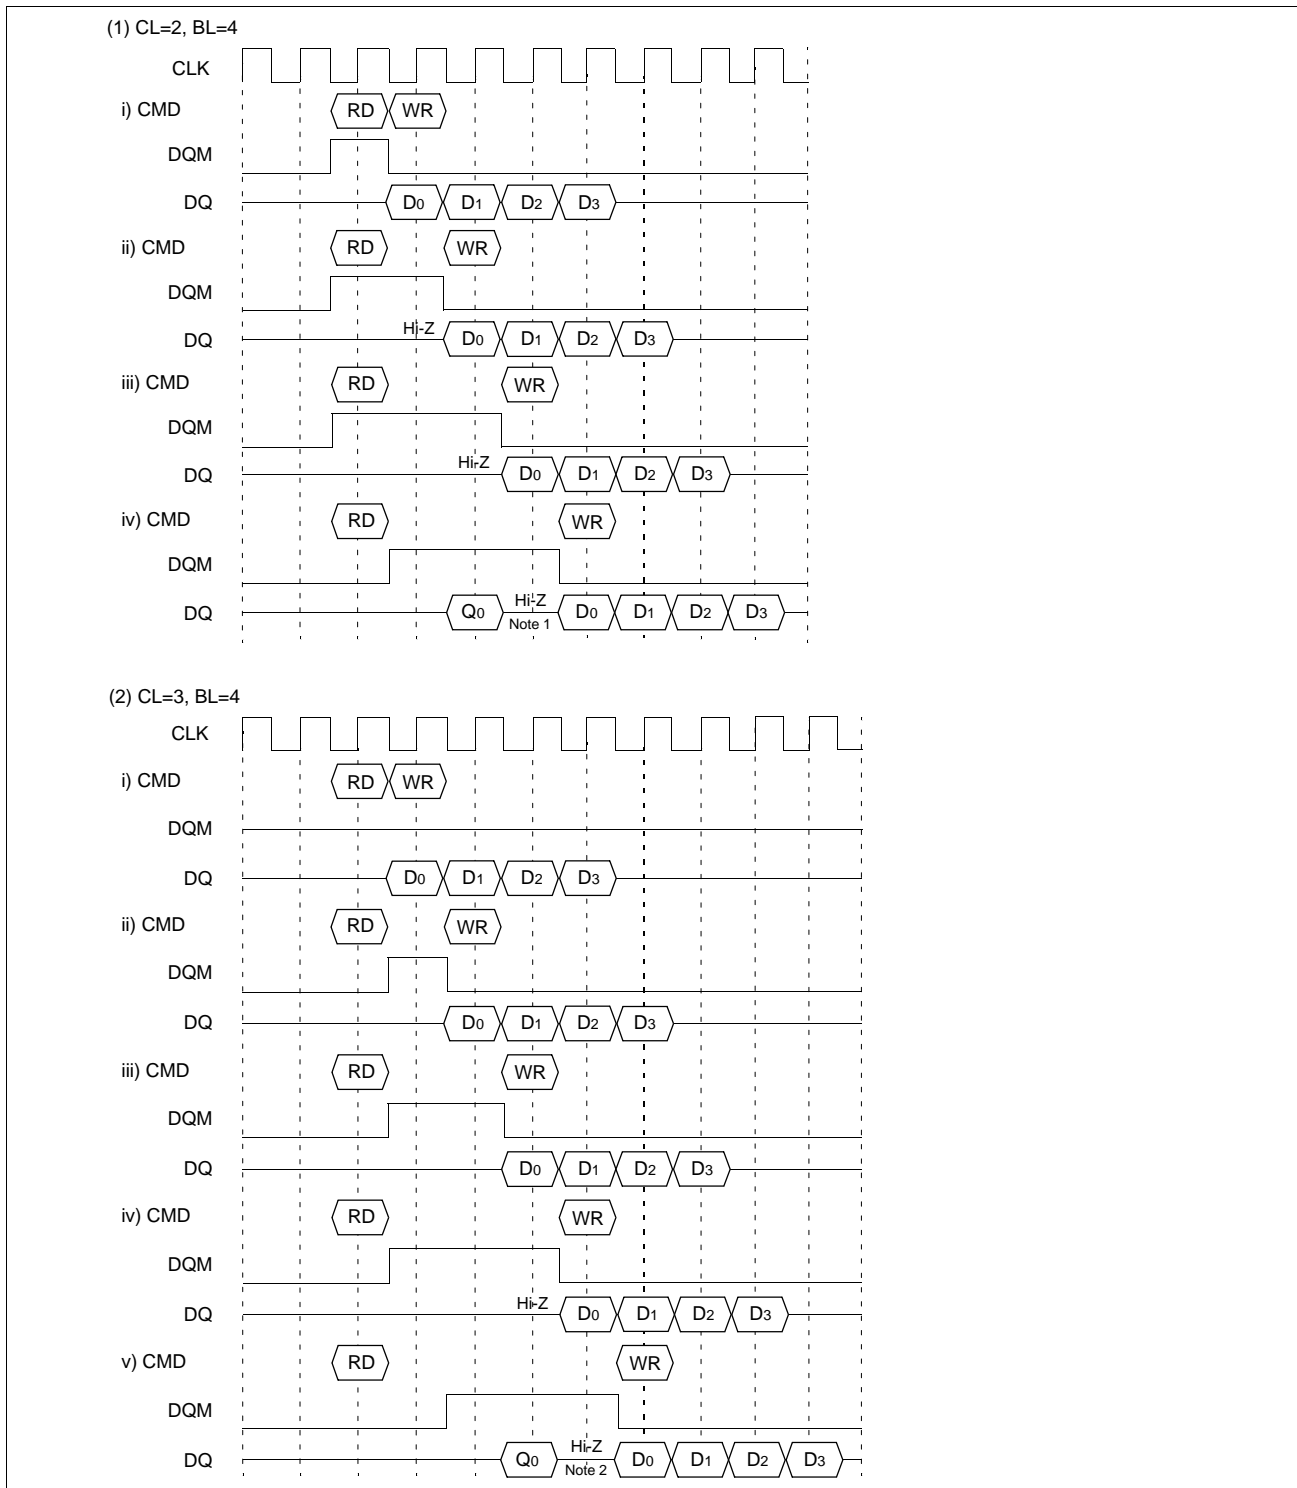 (1) CL=2, BL=4
CLK
i) CMD RD WR
DQM
DQ D0 D1 D2 D3
ii) CMD RD WR
DQM
DQ Hi-Z D0 D1 D2 D3
iii) CMD RD WR
DQM
DQ Hi-Z D0 D1 D2 D3
iv) CMD RD WR
DQM
DQ Q0 Hi-Z D0 D1 D2 D3
Note 1
(2) CL=3, BL=4
CLK
i) CMD RD WR
DQM
DQ D0 D1 D2 D3
ii) CMD RD WR
DQM
DQ D0 D1 D2 D3
iii) CMD RD WR
DQM
DQ D0 D1 D2 D3
iv) CMD RD WR
DQM
DQ Hi-Z D0 D1 D2 D3
v) CMD RD WR
DQM
DQ Q0 Hi-Z D0 D1 D2 D3
Note 2